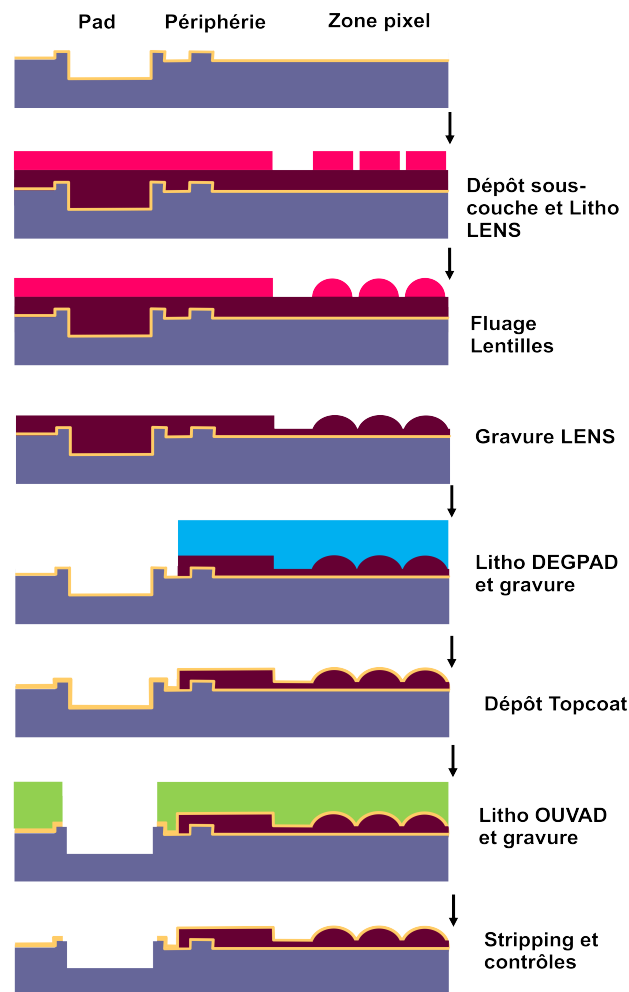 Pad
Périphérie
Zone pixel
Dépôt sous-
couche et Litho
LENS
Fluage
Lentilles
Gravure LENS
Litho DEGPAD
et gravure
Dépôt Topcoat
Litho OUVAD
et gravure
Stripping et
contrôles